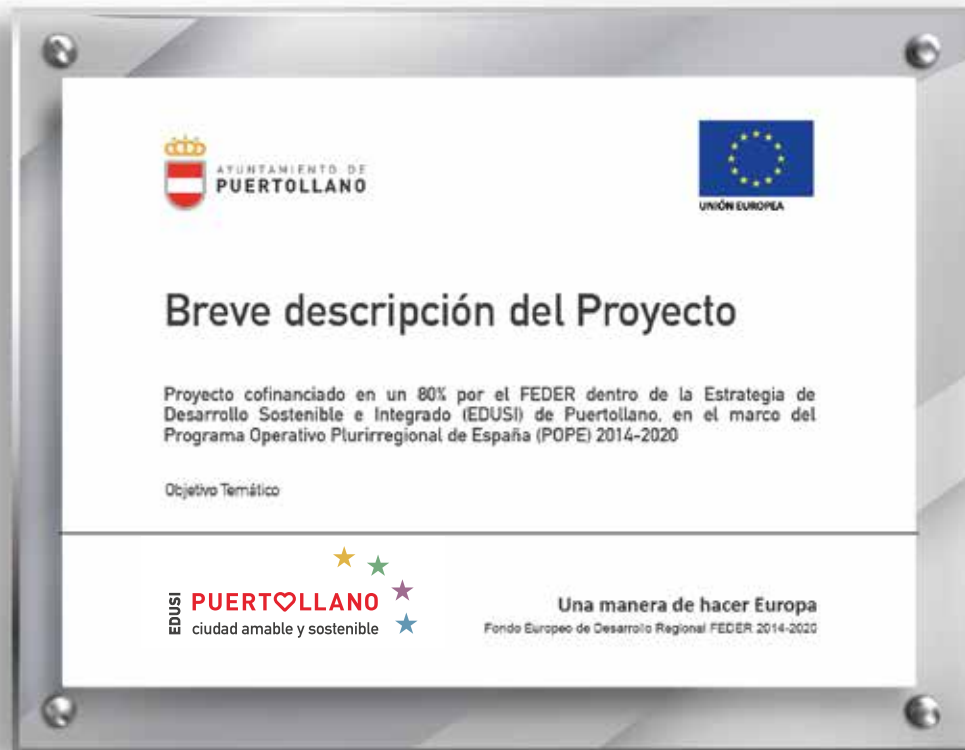 AYUNTAMIENTO DE
PUERTOLLANO
UNIÓN EUROPEA
Breve descripción del Proyecto
Proyecto cofinanciado en un 80% por el FEDER dentro de la Estrategia de
Desarrollo Sostenible e Integrado (EDUSI) de Puertollano, en el marco del
Programa Operativo Plurirregional de España (POPE) 2014-2020
Objetivo Temático
EDUSI
PUERTOLLANO
ciudad amable y sostenible
Una manera de hacer Europa
Fondo Europeo de Desarrollo Regional FEDER 2014-2020